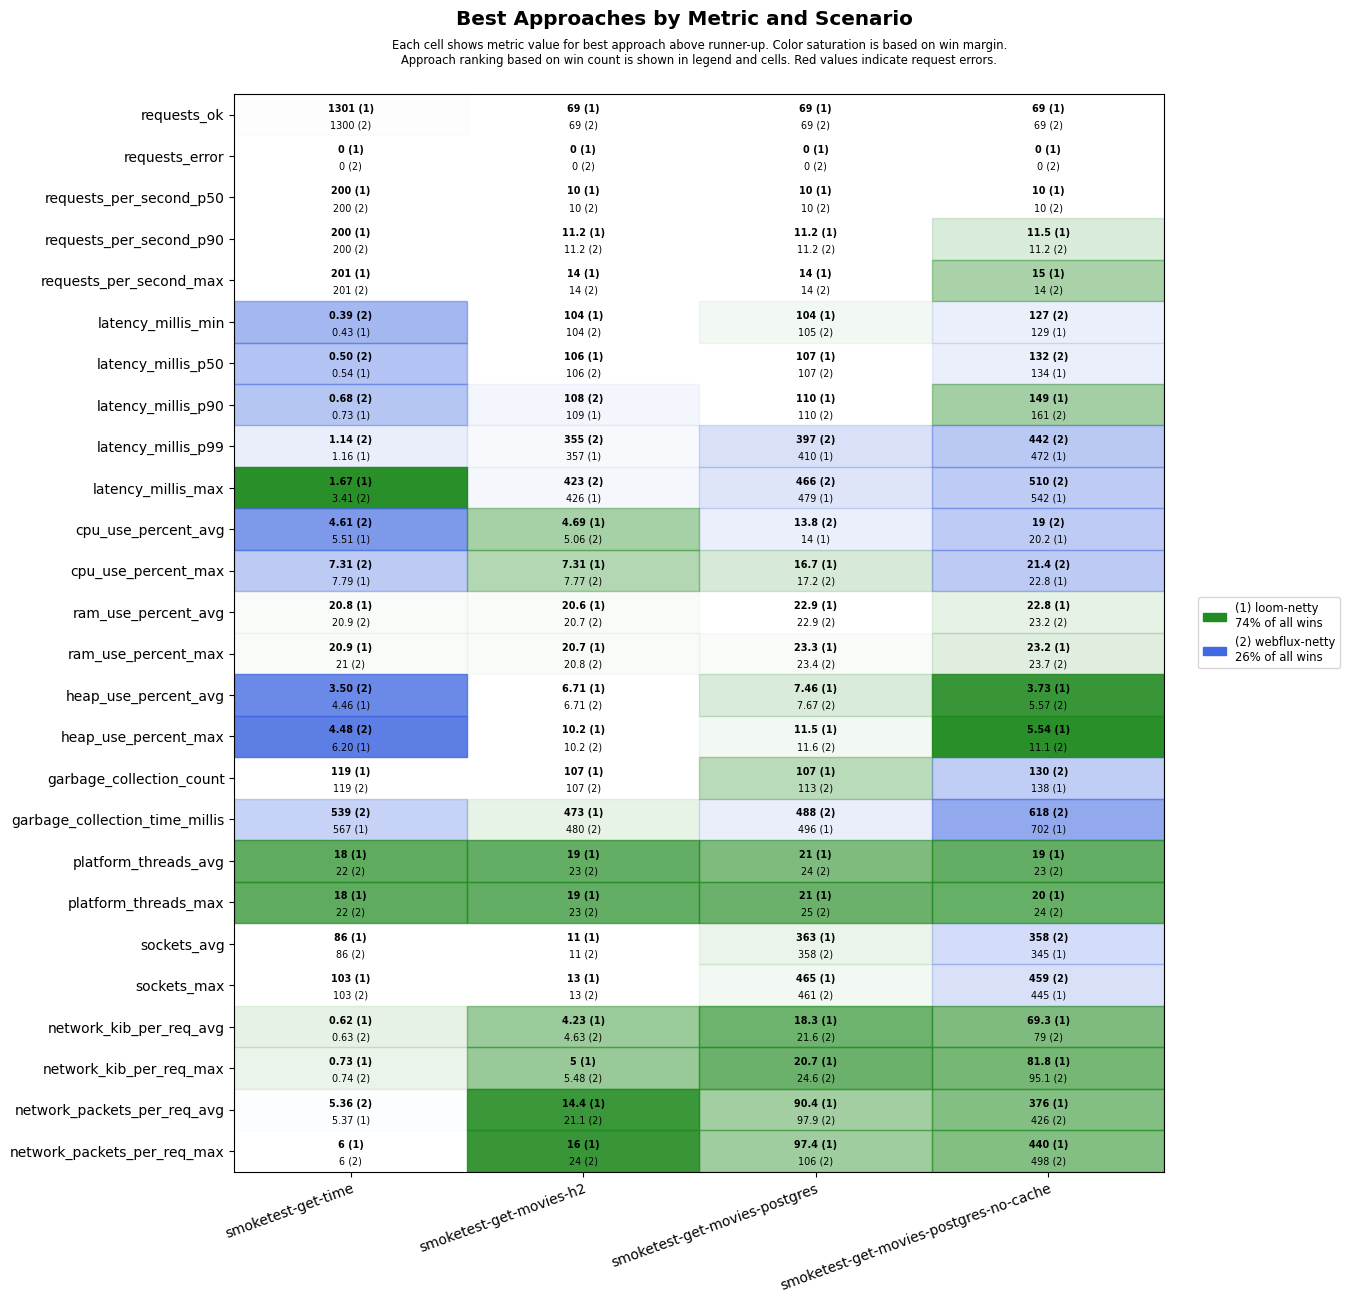 Best Approaches by Metric and Scenario
Each cell shows metric value for best approach above runner-up. Color saturation is based on win margin.
Approach ranking based on win count is shown in legend and cells. Red values indicate request errors.
requests_ok
1301 (1) 69 (1) 69 (1) 69 (1)
1300 (2) 69 (2) 69 (2) 69 (2)
requests_error
0 (1) 0 (1) 0 (1) 0 (1)
0 (2) 0 (2) 0 (2) 0 (2)
requests_per_second_p50
200 (1) 10 (1) 10 (1) 10 (1)
200 (2) 10 (2) 10 (2) 10 (2)
requests_per_second_p90
200 (1) 11.2 (1) 11.2 (1) 11.5 (1)
200 (2) 11.2 (2) 11.2 (2) 11.2 (2)
requests_per_second_max
201 (1) 14 (1) 14 (1) 15 (1)
201 (2) 14 (2) 14 (2) 14 (2)
latency_millis_min
0.39 (2) 104 (1) 104 (1) 127 (2)
0.43 (1) 104 (2) 105 (2) 129 (1)
latency_millis_p50
0.50 (2) 106 (1) 107 (1) 132 (2)
0.54 (1) 106 (2) 107 (2) 134 (1)
latency_millis_p90
0.68 (2) 108 (2) 110 (1) 149 (1)
0.73 (1) 109 (1) 110 (2) 161 (2)
latency_millis_p99
1.14 (2) 355 (2) 397 (2) 442 (2)
1.16 (1) 357 (1) 410 (1) 472 (1)
latency_millis_max
1.67 (1) 423 (2) 466 (2) 510 (2)
3.41 (2) 426 (1) 479 (1) 542 (1)
cpu_use_percent_avg
4.61 (2) 4.69 (1) 13.8 (2) 19 (2)
5.51 (1) 5.06 (2) 14 (1) 20.2 (1)
cpu_use_percent_max
7.31 (2) 7.31 (1) 16.7 (1) 21.4 (2)
7.79 (1) 7.77 (2) 17.2 (2) 22.8 (1)
ram_use_percent_avg
20.8 (1) 20.6 (1) 22.9 (1) 22.8 (1)
20.9 (2) 20.7 (2) 22.9 (2) 23.2 (2)
ram_use_percent_max
20.9 (1) 20.7 (1) 23.3 (1) 23.2 (1)
21 (2) 20.8 (2) 23.4 (2) 23.7 (2)
heap_use_percent_avg
3.50 (2) 6.71 (1) 7.46 (1) 3.73 (1)
4.46 (1) 6.71 (2) 7.67 (2) 5.57 (2)
heap_use_percent_max
4.48 (2) 10.2 (1) 11.5 (1) 5.54 (1)
6.20 (1) 10.2 (2) 11.6 (2) 11.1 (2)
garbage_collection_count
119 (1) 107 (1) 107 (1) 130 (2)
119 (2) 107 (2) 113 (2) 138 (1)
garbage_collection_time_millis
539 (2) 473 (1) 488 (2) 618 (2)
567 (1) 480 (2) 496 (1) 702 (1)
platform_threads_avg
18 (1) 19 (1) 21 (1) 19 (1)
22 (2) 23 (2) 24 (2) 23 (2)
platform_threads_max
18 (1) 19 (1) 21 (1) 20 (1)
22 (2) 23 (2) 25 (2) 24 (2)
sockets_avg
86 (1) 11 (1) 363 (1) 358 (2)
86 (2) 11 (2) 358 (2) 345 (1)
sockets_max
103 (1) 13 (1) 465 (1) 459 (2)
103 (2) 13 (2) 461 (2) 445 (1)
network_kib_per_req_avg
0.62 (1) 4.23 (1) 18.3 (1) 69.3 (1)
0.63 (2) 4.63 (2) 21.6 (2) 79 (2)
network_kib_per_req_max
0.73 (1) 5 (1) 20.7 (1) 81.8 (1)
0.74 (2) 5.48 (2) 24.6 (2) 95.1 (2)
network_packets_per_req_avg
5.36 (2) 14.4 (1) 90.4 (1) 376 (1)
5.37 (1) 21.1 (2) 97.9 (2) 426 (2)
network_packets_per_req_max
6 (1) 16 (1) 97.4 (1) 440 (1)
6 (2) 24 (2) 106 (2) 498 (2)
smoketest-get-time
smoketest-get-movies-h2
smoketest-get-movies-postgres
smoketest-get-movies-postgres-no-cache
(1) loom-netty
74% of all wins
(2) webflux-netty
26% of all wins